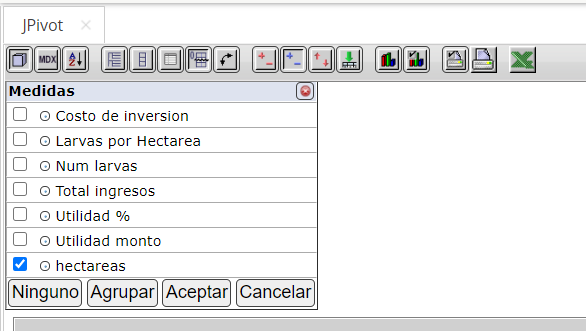 JPivot ×
MDX A Z
Medidas
Costo de inversion
Larvas por Hectarea
Num larvas
Total ingresos
Utilidad %
Utilidad monto
hectareas
Ninguno Agrupar Aceptar Cancelar